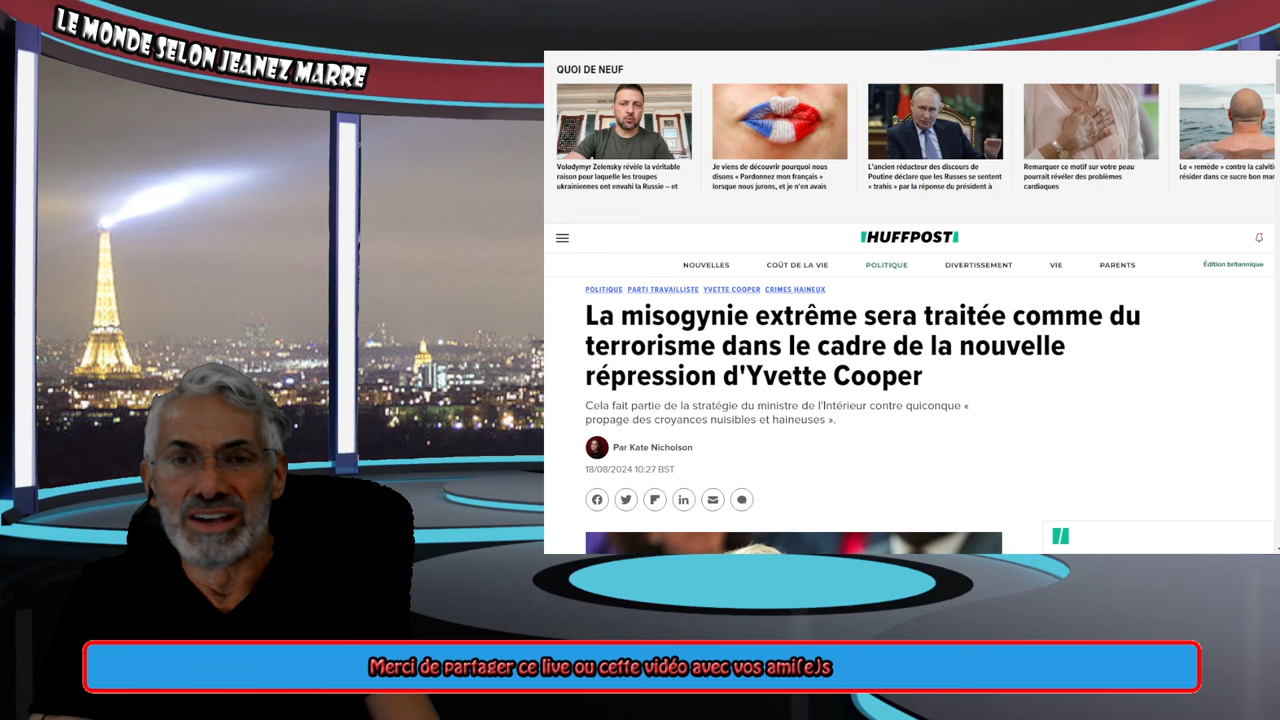 LE MONDE SELON JEANEZ MARRE
QUOI DE NEUF
Volodymyr Zelensky révèle la véritable
raison pour laquelle les troupes
ukrainiennes ont envahi la Russie – et
Je viens de découvrir pourquoi nous
disons « Pardonnez mon français »
lorsque nous jurons, et je n'en avais
L'ancien rédacteur des discours de
Poutine déclare que les Russes se sentent
« trahis » par la réponse du président à
Remarquer ce motif sur votre peau
pourrait révéler des problèmes
cardiaques
Le « remède » contre la calviti
résider dans ce sucre bon mar
HUFFPOST
NOUVELLES COÛT DE LA VIE POLITIQUE DIVERTISSEMENT VIE PARENTS Édition britannique
POLITIQUE PARTI TRAVAILLISTE YVETTE COOPER CRIMES HAINEUX
La misogynie extrême sera traitée comme du
terrorisme dans le cadre de la nouvelle
répression d'Yvette Cooper
Cela fait partie de la stratégie du ministre de l'Intérieur contre quiconque «
propage des croyances nuisibles et haineuses ».
Par Kate Nicholson
18/08/2024 10:27 BST
Merci de partager ce live ou cette vidéo avec vos ami(e)s